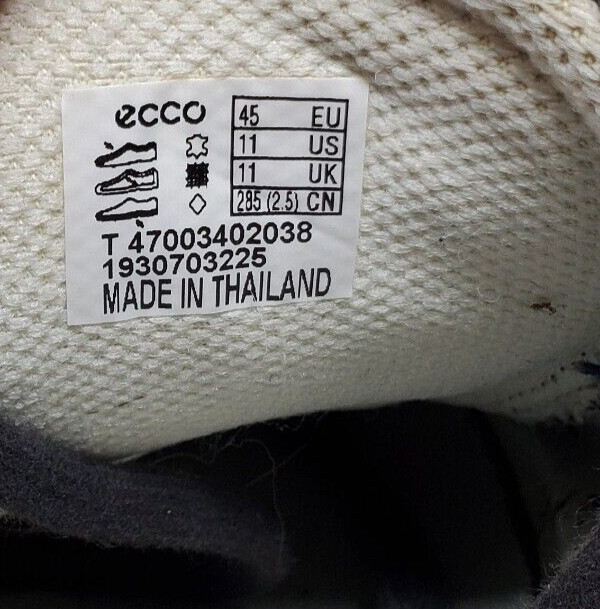 ecco
45 EU
11 US
11 UK
285 (2.5) CN
T 47003402038
1930703225
MADE IN THAILAND